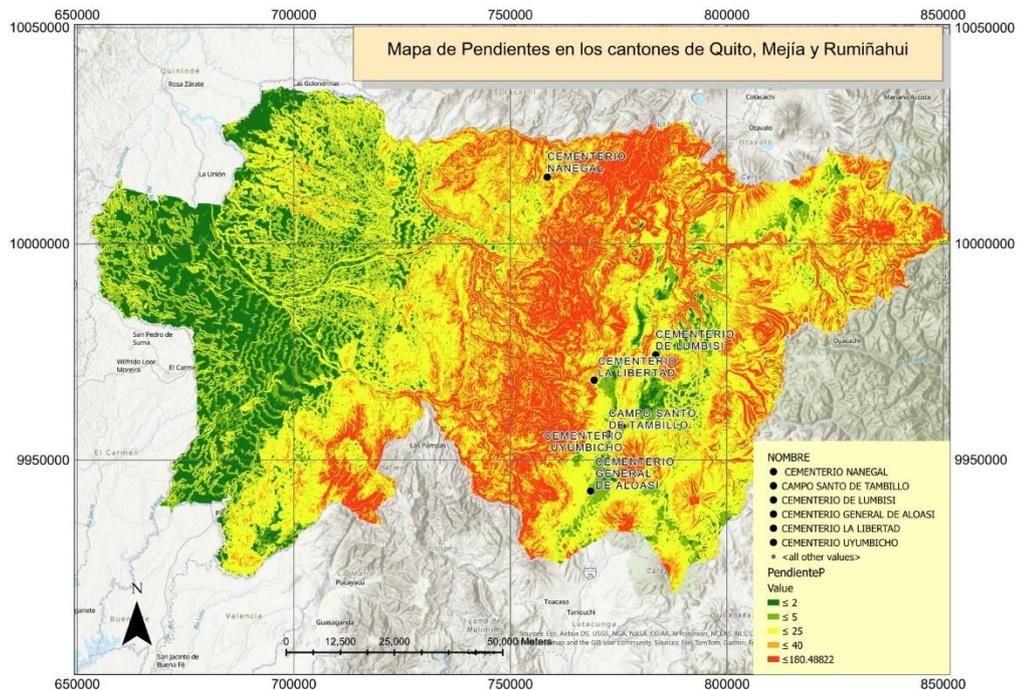 650000
700000
750000
800000
850000
10050000
10050000
Mapa de Pendientes en los cantones de Quito, Mejía y Rumiñahui
Quinindé
Rosa Zárate
Las Golondrinas
Cotacachi
Mariano Acosta
Otavalo
Otavalo
La Unión
CEMENTERIO
NANEGAL
10000000
10000000
San Pedro de
Suma
Wilfrido Loor
Moreira
El Carmen
CEMENTERIO
DE LUMBISI
CEMENTERIO
LA LIBERTAD
Oyacachi
CAMPO SANTO
DE TAMBILLO
CEMENTERIO
UYUMBICHO
Las Pampas
CEMENTERIO
GENERAL
DE ALOASI
9950000
9950000
NOMBRE
CEMENTERIO NANEGAL
CAMPO SANTO DE TAMBILLO
CEMENTERIO DE LUMBISI
CEMENTERIO GENERAL DE ALOASI
CEMENTERIO LA LIBERTAD
CEMENTERIO UYUMBICHO
<all other values>
PendienteP
Value
≤ 2
≤ 5
≤ 25
≤ 40
≤180.48822
Pucayacu
Guasaganda
Valencia
Toacaso
Tanicuchi
Latacunga
N
San Jacinto de
Buena Fé
0 12,500 25,000 50,000 Meters
650000
700000
750000
800000
850000